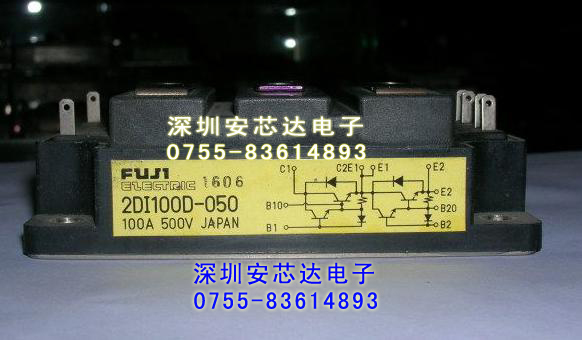 深圳安芯达电子
0755-83614893
FUJI
ELECTRIC 1606
2DI100D-050
100A 500V JAPAN
C1 C2E1 E1 E2
E2
B10 B20
B1 B2
深圳安芯达电子
0755-83614893